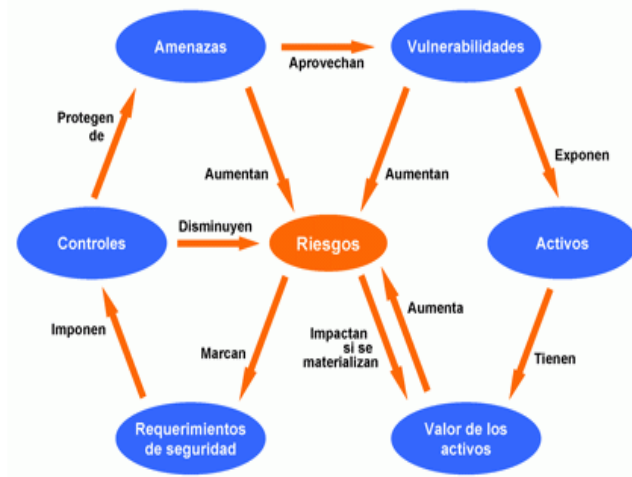 Amenazas
Aprovechan
Vulnerabilidades
Protegen
de
Aumentan
Aumentan
Exponen
Controles
Disminuyen
Riesgos
Activos
Imponen
Marcan
Impactan
si se
materializan
Aumenta
Tienen
Requerimientos
de seguridad
Valor de los
activos